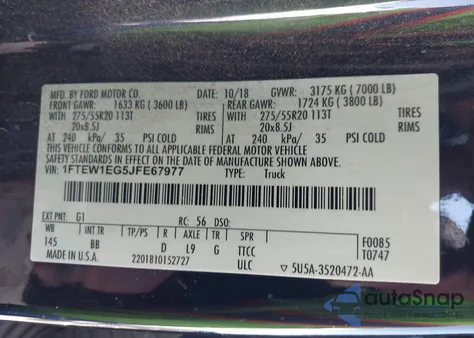 MFD. BY FORD MOTOR CO. 10/18 GVWR: 3175 KG ( 7000 LB)
FRONT GAWR: 1633 KG ( 3600 LB) REAR GAWR: 1724 KG ( 3800 LB)
WITH 275/55R20 113T TIRES WITH 275/55R20 113T TIRES
20x8.5J RIMS 20x8.5J RIMS
AT 240 kPa/ 35 PSI COLD AT 240 kPa/ 35 PSI COLD
THIS VEHICLE CONFORMS TO ALL APPLICABLE FEDERAL MOTOR VEHICLE
SAFETY AND THEFT PREVENTION STANDARDS IN EFFECT ON THE DATE OF MANUFACTURE SHOWN ABOVE.
VIN: 1FTEW1EG5JFE67977 TYPE: Truck
EXT PNT: G1 RC: 56 DSO:
WB INT TR TP/PS R AXLE TR SPR F0085
145 BB D L9 G TTCC T0747
MADE IN U.S.A. 2201810152727 ULC ▽ 5U5A-3520472-AA
autoSnap